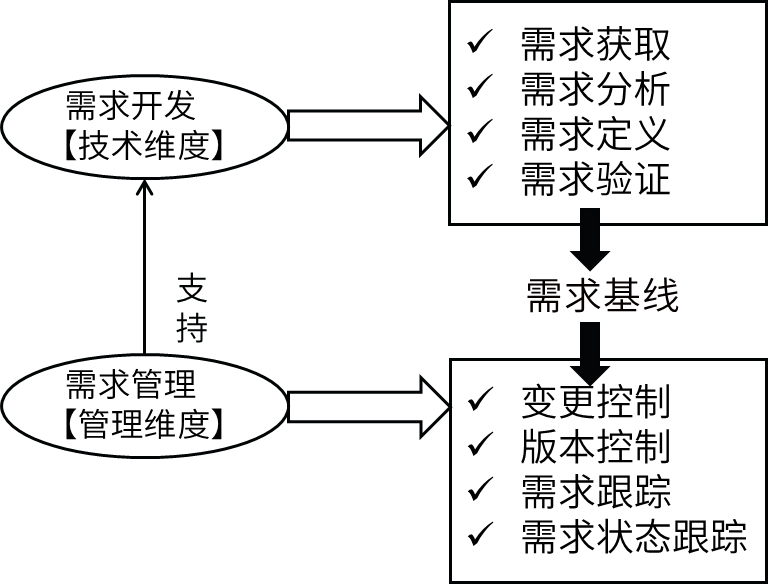 需求开发
【技术维度】
✓ 需求获取
✓ 需求分析
✓ 需求定义
✓ 需求验证
支
持
需求基线
需求管理
【管理维度】
✓ 变更控制
✓ 版本控制
✓ 需求跟踪
✓ 需求状态跟踪